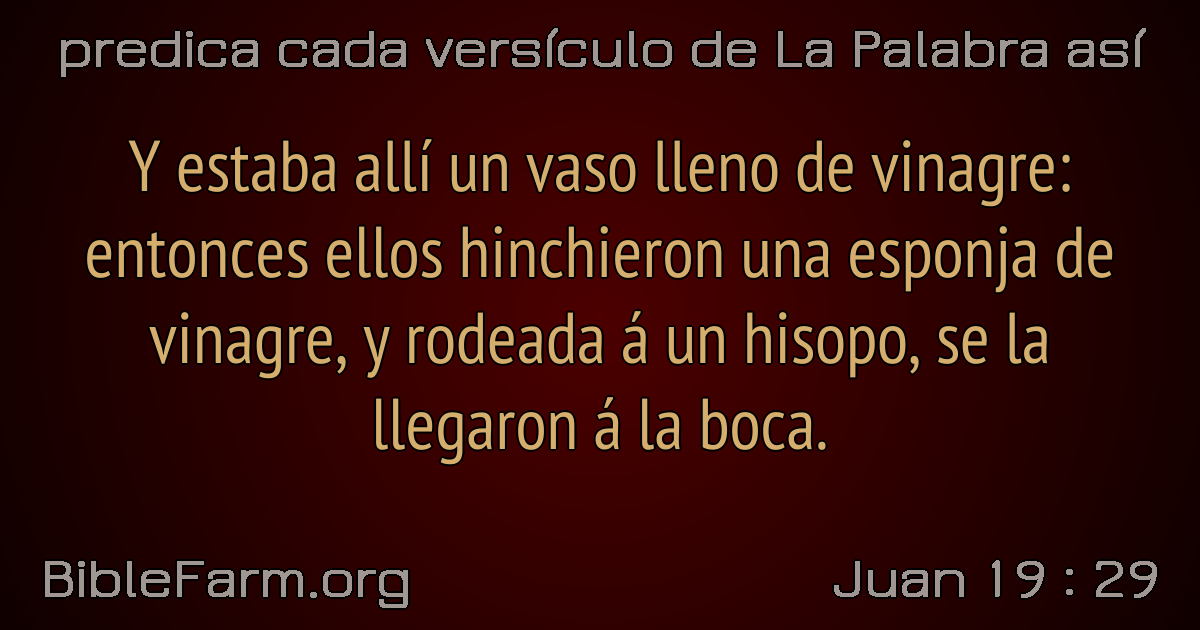 predica cada versículo de La Palabra así
Y estaba allí un vaso lleno de vinagre:
entonces ellos hinchieron una esponja de
vinagre, y rodeada á un hisopo, se la
llegaron á la boca.
BibleFarm.org
Juan 19 : 29